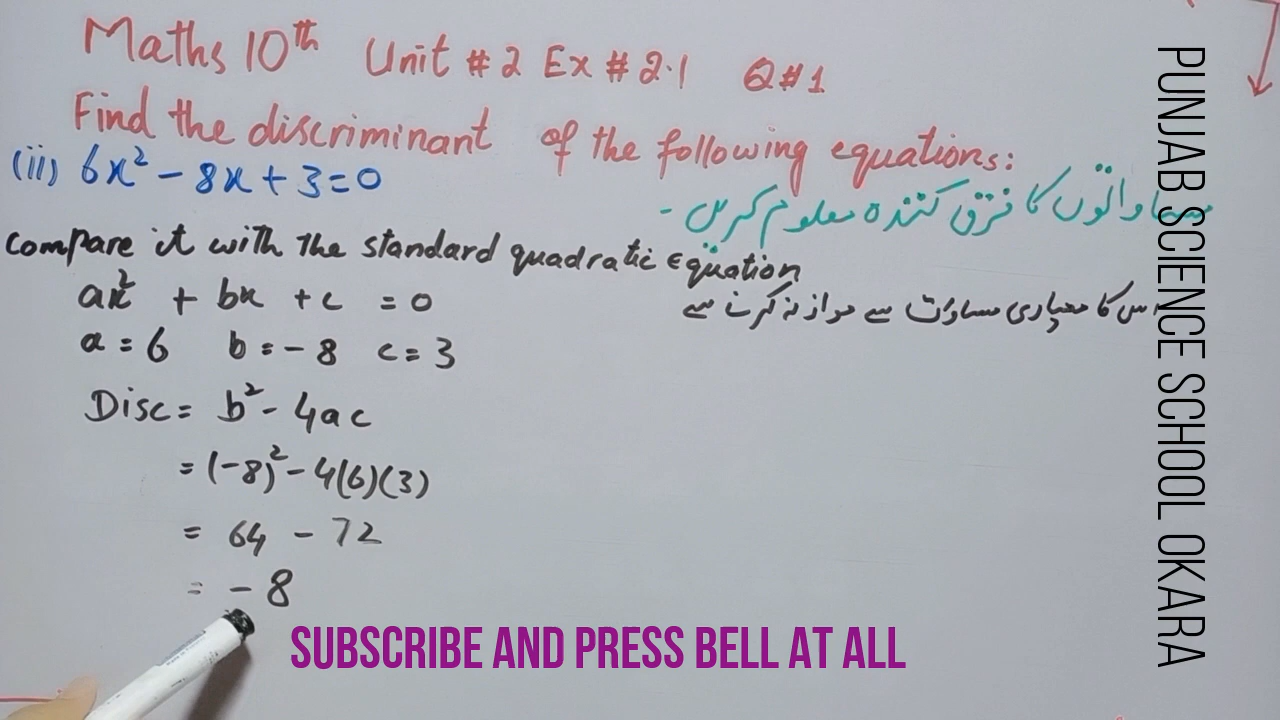 Maths 10th Unit # 2 Ex # 2.1 Q#1
Find the discriminant of the following equations:
(ii) 6x² - 8x + 3 = 0
مساواتوں کا فرق کنندہ معلوم کریں -
Compare it with the standard quadratic Equation
ax² + bx + c = 0
اس کا معیاری مساوات سے موازنہ کرنے سے
a = 6 b = - 8 c = 3
Disc = b² - 4ac
= (-8)² - 4(6)(3)
= 64 - 72
= - 8
SUBSCRIBE AND PRESS BELL AT ALL
PUNJAB SCIENCE SCHOOL OKARA